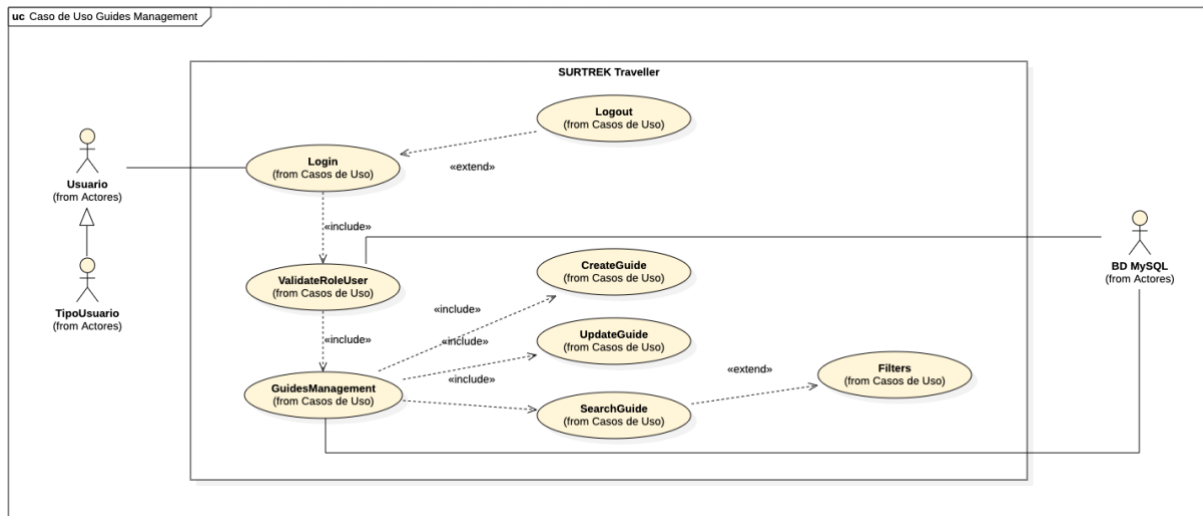 uc Caso de Uso Guides Management
SURTREK Traveller
Logout
(from Casos de Uso)
Login
(from Casos de Uso)
«extend»
Usuario
(from Actores)
«include»
BD MySQL
(from Actores)
ValidateRoleUser
(from Casos de Uso)
CreateGuide
(from Casos de Uso)
TipoUsuario
(from Actores)
«include»
«include»
«include»
UpdateGuide
(from Casos de Uso)
«include»
«extend»
Filters
(from Casos de Uso)
GuidesManagement
(from Casos de Uso)
SearchGuide
(from Casos de Uso)